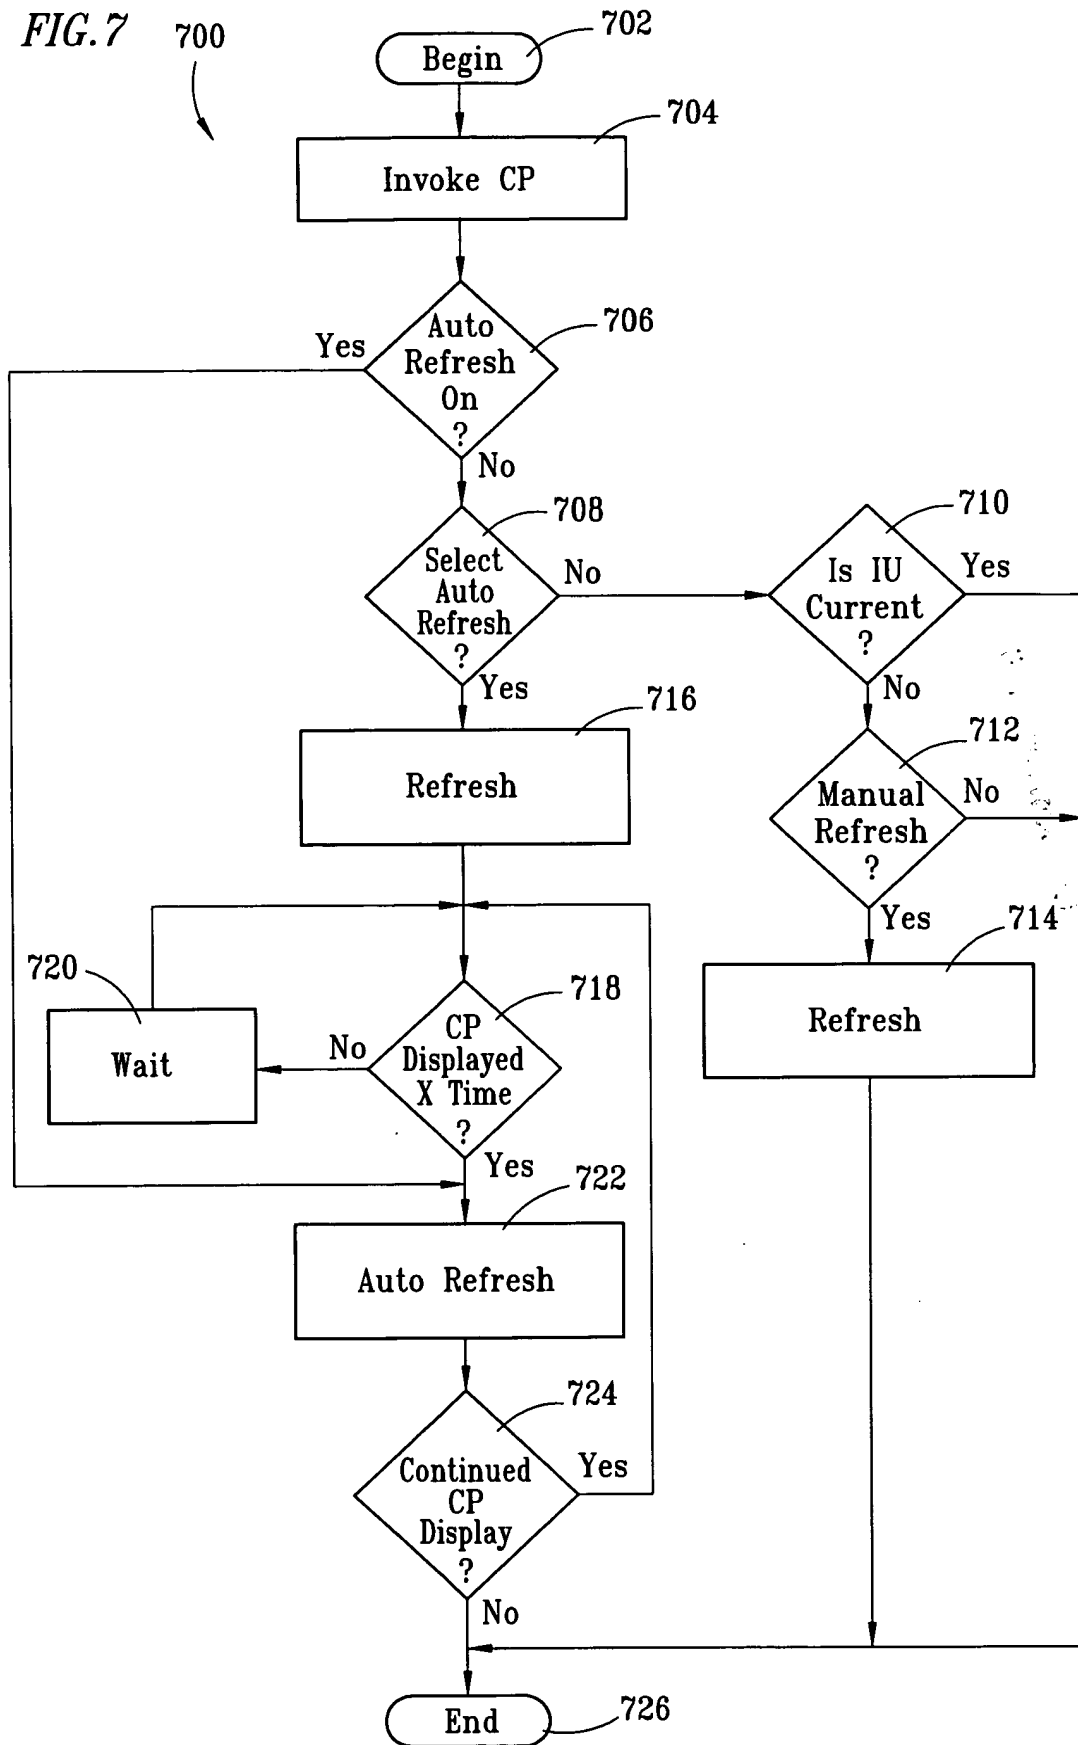 FIG. 7
700
702
Begin
704
Invoke CP
706
Auto
Refresh
On
?
Yes
No
708
Select
Auto
Refresh
?
No
Yes
710
Is IU
Current
?
Yes
No
716
Refresh
712
Manual
Refresh
?
No
Yes
714
Refresh
720
Wait
718
CP
Displayed
X Time
?
No
Yes
722
Auto Refresh
724
Continued
CP
Display
?
Yes
No
End
726